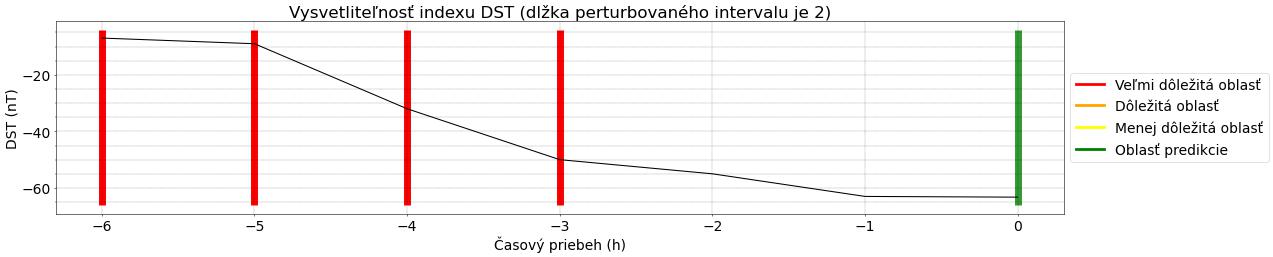 Vysvetliteľnosť indexu DST (dĺžka perturbovaného intervalu je 2)
DST (nT)
−20
−40
−60
−6
−5
−4
−3
−2
−1
0
Časový priebeh (h)
Veľmi dôležitá oblasť
Dôležitá oblasť
Menej dôležitá oblasť
Oblasť predikcie